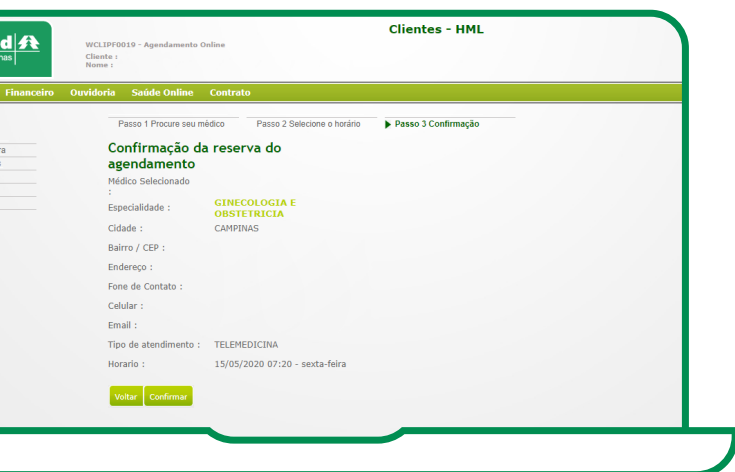 Clientes - HML
WCLIPF0019 - Agendamento Online
Cliente :
Nome :
Financeiro Ouvidoria Saúde Online Contrato
Passo 1 Procure seu médico Passo 2 Selecione o horário Passo 3 Confirmação
Confirmação da reserva do
agendamento
Médico Selecionado
:
Especialidade : GINECOLOGIA E
OBSTETRICIA
Cidade : CAMPINAS
Bairro / CEP :
Endereço :
Fone de Contato :
Celular :
Email :
Tipo de atendimento : TELEMEDICINA
Horario : 15/05/2020 07:20 - sexta-feira
Voltar Confirmar